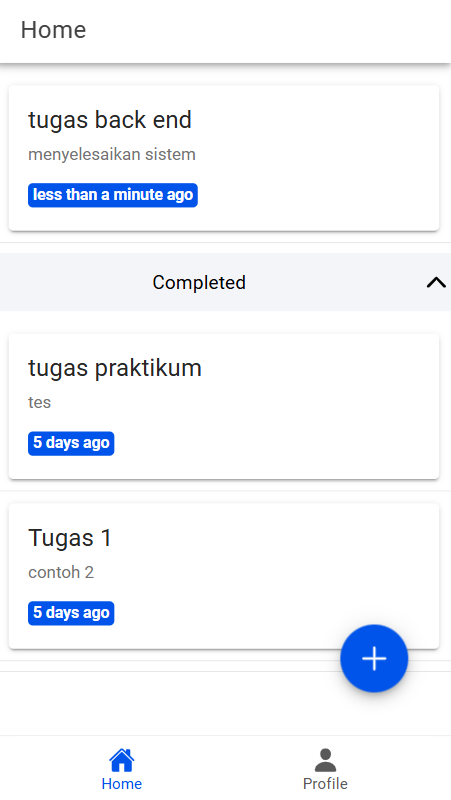 Home
tugas back end
menyelesaikan sistem
less than a minute ago
Completed
tugas praktikum
tes
5 days ago
Tugas 1
contoh 2
5 days ago
Home
Profile